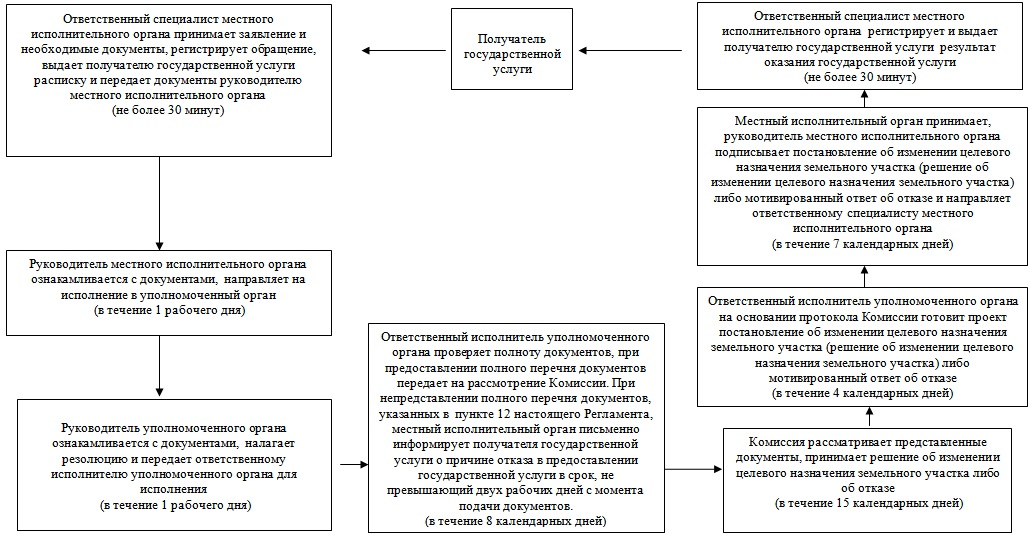 Ответственный специалист местного
исполнительного органа принимает заявление и
необходимые документы, регистрирует обращение,
выдает получателю государственной услуги
расписку и передает документы руководителю
местного исполнительного органа
(не более 30 минут)
Получатель
государственной
услуги
Ответственный специалист местного
исполнительного органа регистрирует и выдает
получателю государственной услуги результат
оказания государственной услуги
(не более 30 минут)
Местный исполнительный орган принимает,
руководитель местного исполнительного органа
подписывает постановление об изменении целевого
назначения земельного участка (решение об
изменении целевого назначения земельного участка)
либо мотивированный ответ об отказе и направляет
ответственному специалисту местного
исполнительного органа
(в течение 7 календарных дней)
Руководитель местного исполнительного органа
ознакамливается с документами, направляет на
исполнение в уполномоченный орган
(в течение 1 рабочего дня)
Ответственный исполнитель уполномоченного органа
на основании протокола Комиссии готовит проект
постановление об изменении целевого назначения
земельного участка (решение об изменении целевого
назначения земельного участка) либо
мотивированный ответ об отказе
(в течение 4 календарных дней)
Ответственный исполнитель уполномоченного
органа проверяет полноту документов, при
предоставлении полного перечня документов
передает на рассмотрение Комиссии. При
непредставлении полного перечня документов,
указанных в пункте 12 настоящего Регламента,
местный исполнительный орган письменно
информирует получателя государственной
услуги о причине отказа в предоставлении
государственной услуги в срок, не
превышающий двух рабочих дней с момента
подачи документов.
(в течение 8 календарных дней)
Руководитель уполномоченного органа
ознакамливается с документами, налагает
резолюцию и передает ответственному
исполнителю уполномоченного органа для
исполнения
(в течение 1 рабочего дня)
Комиссия рассматривает представленные
документы, принимает решение об изменении
целевого назначения земельного участка либо
об отказе
(в течение 15 календарных дней)